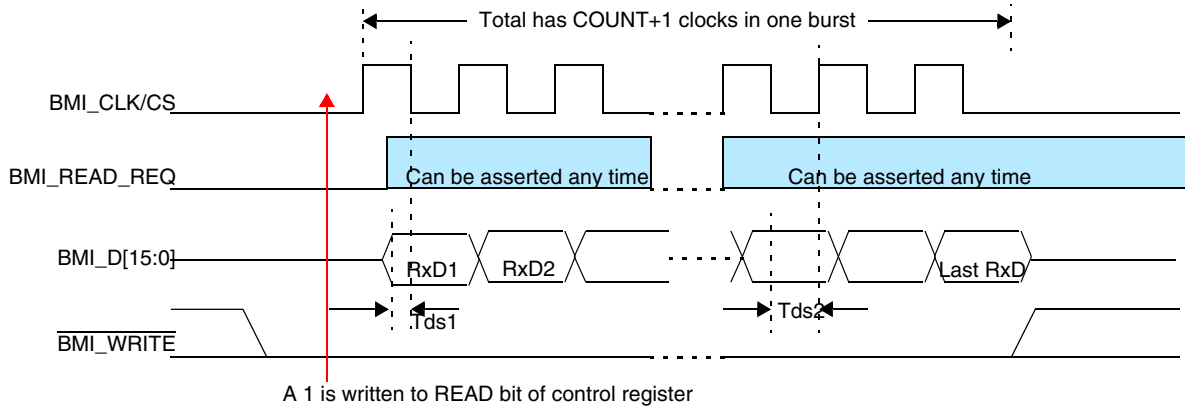 Total has COUNT+1 clocks in one burst
BMI_CLK/CS
BMI_READ_REQ
Can be asserted any time
Can be asserted any time
BMI_D[15:0]
RxD1
RxD2
Last RxD
Tds1
Tds2
BMI_WRITE
A 1 is written to READ bit of control register